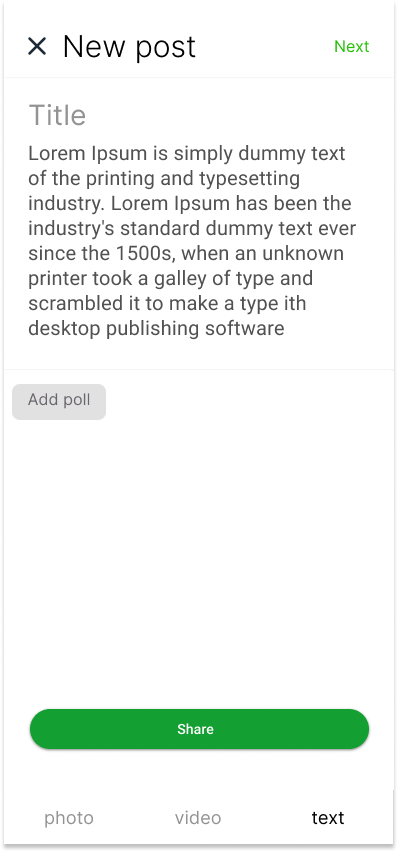 New post
Next
Title
Lorem Ipsum is simply dummy text
of the printing and typesetting
industry. Lorem Ipsum has been the
industry's standard dummy text ever
since the 1500s, when an unknown
printer took a galley of type and
scrambled it to make a type ith
desktop publishing software
Add poll
Share
photo
video
text